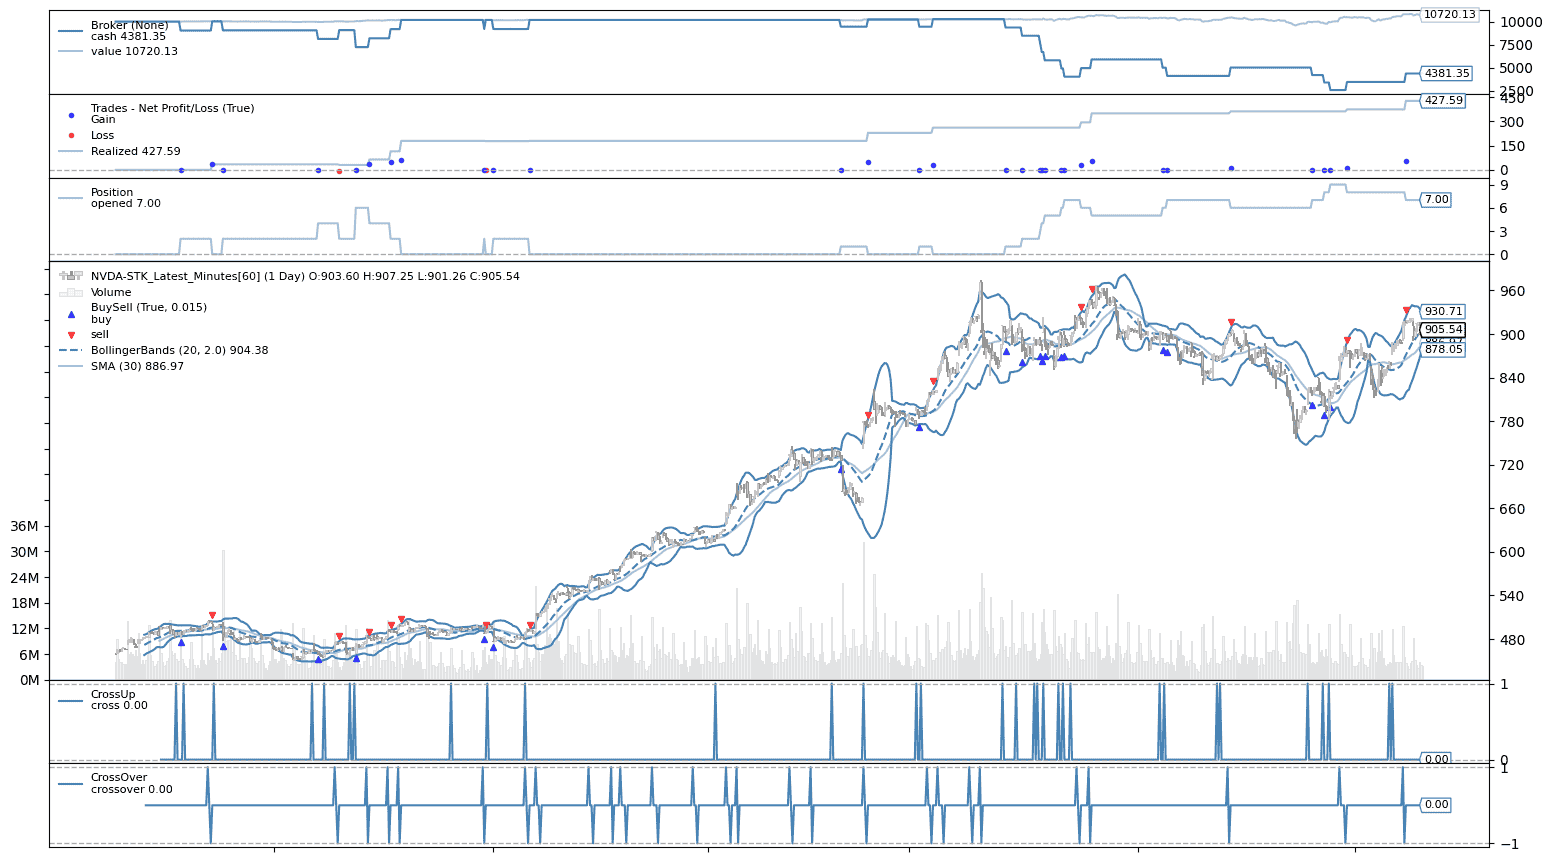 Broker (None)
cash 4381.35
value 10720.13
10720.13
10000
7500
5000
4381.35
2500
Trades - Net Profit/Loss (True)
Gain
Loss
Realized 427.59
450
427.59
300
150
0
Position
opened 7.00
9
7.00
6
3
0
NVDA-STK_Latest_Minutes[60] (1 Day) O:903.60 H:907.25 L:901.26 C:905.54
Volume
BuySell (True, 0.015)
buy
sell
BollingerBands (20, 2.0) 904.38
SMA (30) 886.97
960
930.71
905.54
900
878.05
840
780
720
660
600
540
480
36M
30M
24M
18M
12M
6M
0M
CrossUp
cross 0.00
1
0.00
0
CrossOver
crossover 0.00
1
0.00
−1